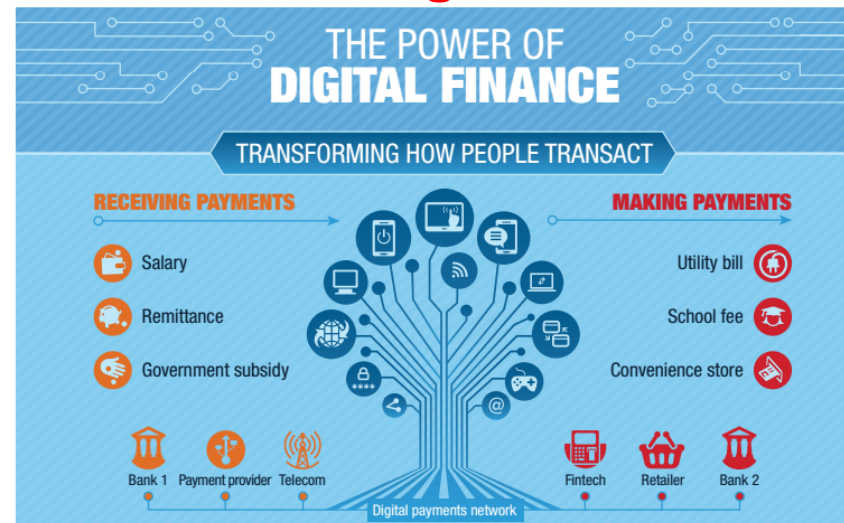 THE POWER OF
DIGITAL FINANCE
TRANSFORMING HOW PEOPLE TRANSACT
RECEIVING PAYMENTS
Salary
Remittance
Government subsidy
MAKING PAYMENTS
Utility bill
School fee
Convenience store
****
@
Bank 1
Payment provider
Telecom
Fintech
Retailer
Bank 2
Digital payments network